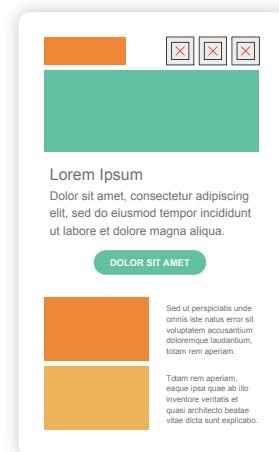 Lorem Ipsum
Dolor sit amet, consectetur adipiscing
elit, sed do eiusmod tempor incididunt
ut labore et dolore magna aliqua.
DOLOR SIT AMET
Sed ut perspiciatis unde
omnis iste natus error sit
voluptatem accusantium
doloremque laudantium,
totam rem aperiam.
Totam rem aperiam,
eaque ipsa quae ab illo
inventore veritatis et
quasi architecto beatae
vitae dicta sunt explicabo.